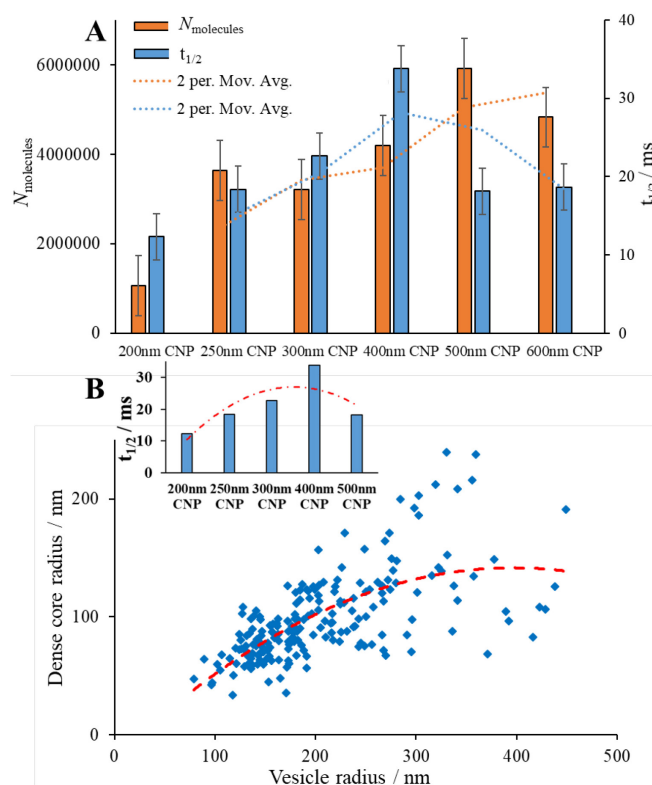 A
N molecules
t1/2
2 per. Mov. Avg.
2 per. Mov. Avg.
6000000
4000000
2000000
0
Nmolecules
40
30
20
10
0
t1/2 / ms
200nm CNP 250nm CNP 300nm CNP 400nm CNP 500nm CNP 600nm CNP
B
30
20
10
0
t1/2 / ms
200nm 250nm 300nm 400nm 500nm
CNP CNP CNP CNP CNP
200
100
0
Dense core radius / nm
0 100 200 300 400 500
Vesicle radius / nm